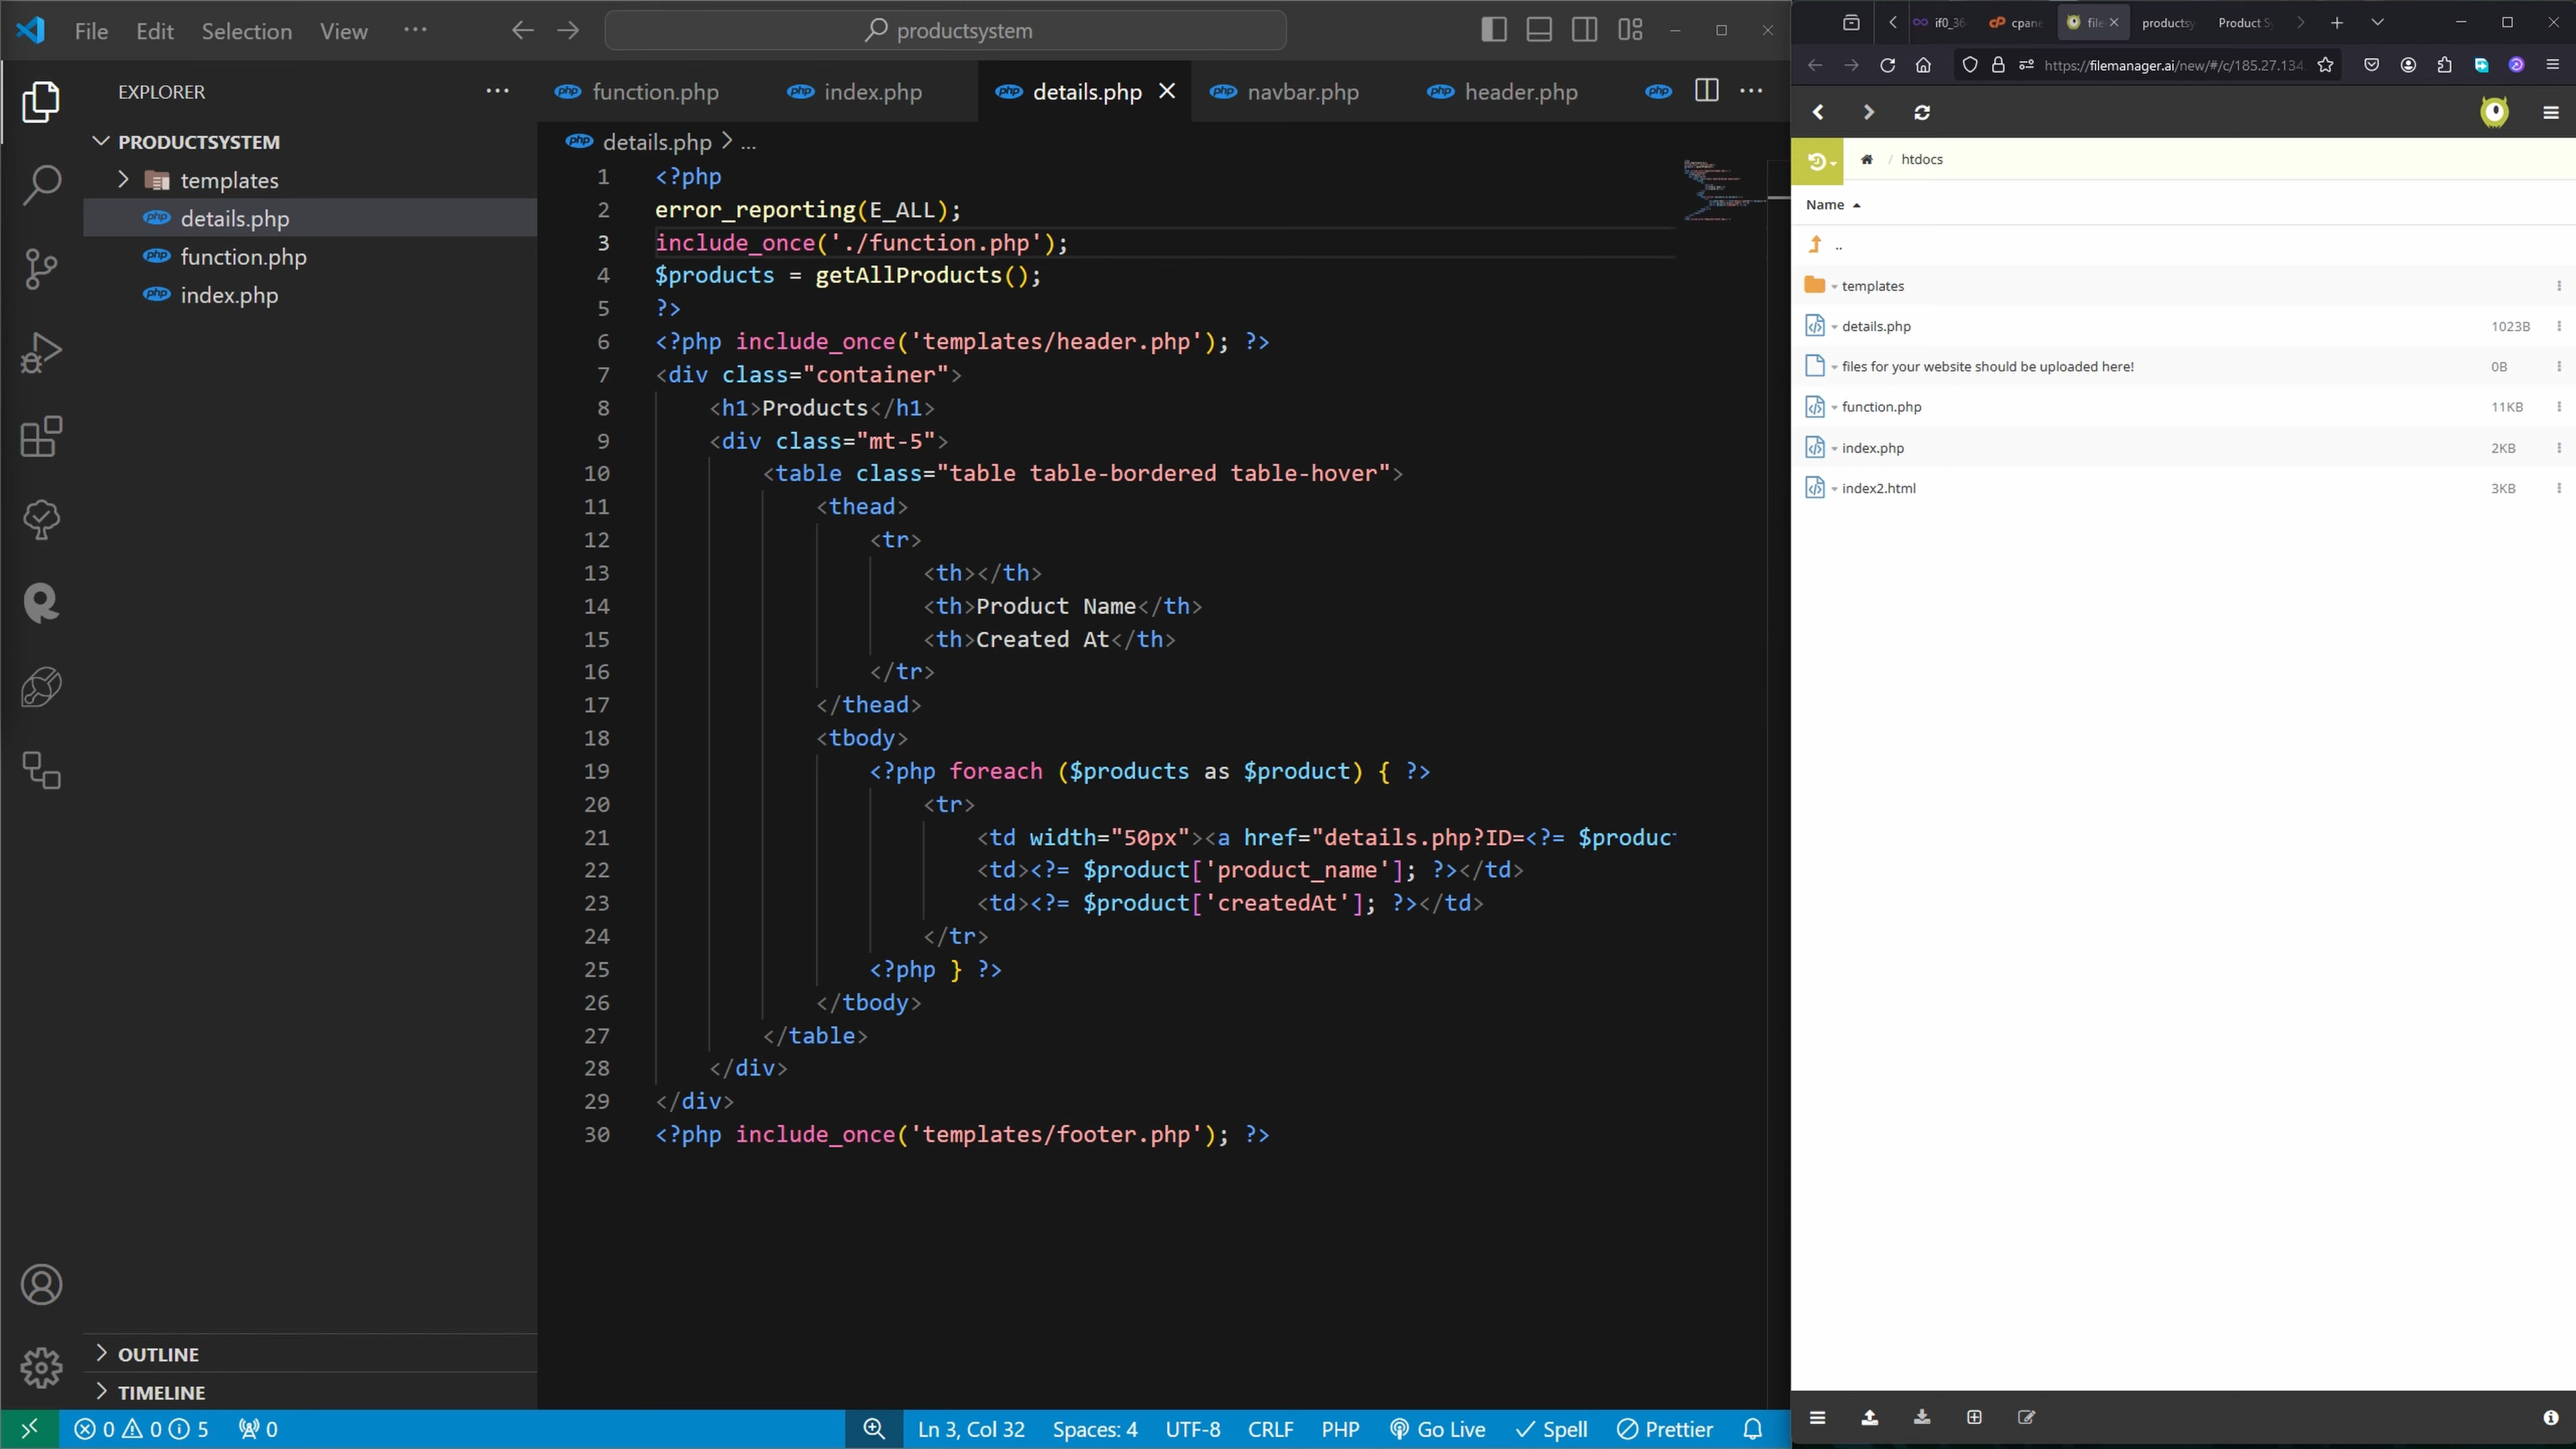 File Edit Selection View ···
productsystem
EXPLORER
PRODUCTSYSTEM
templates
details.php
function.php
index.php
OUTLINE
TIMELINE
function.php index.php details.php navbar.php header.php
details.php > ...
1 <?php
2 error_reporting(E_ALL);
3 include_once('./function.php');
4 $products = getAllProducts();
5 ?>
6 <?php include_once('templates/header.php'); ?>
7 <div class="container">
8 <h1>Products</h1>
9 <div class="mt-5">
10 <table class="table table-bordered table-hover">
11 <thead>
12 <tr>
13 <th></th>
14 <th>Product Name</th>
15 <th>Created At</th>
16 </tr>
17 </thead>
18 <tbody>
19 <?php foreach ($products as $product) { ?>
20 <tr>
21 <td width="50px"><a href="details.php?ID=<?= $produc
22 <td><?= $product['product_name']; ?></td>
23 <td><?= $product['createdAt']; ?></td>
24 </tr>
25 <?php } ?>
26 </tbody>
27 </table>
28 </div>
29 </div>
30 <?php include_once('templates/footer.php'); ?>
0 0 5 0
Ln 3, Col 32 Spaces: 4 UTF-8 CRLF PHP Go Live Spell Prettier
if0_36 cpane file productsy Product Sy
https://filemanager.ai/new/#/c/185.27.134.
/ htdocs
Name
..
templates
details.php 1023B
files for your website should be uploaded here! 0B
function.php 11KB
index.php 2KB
index2.html 3KB